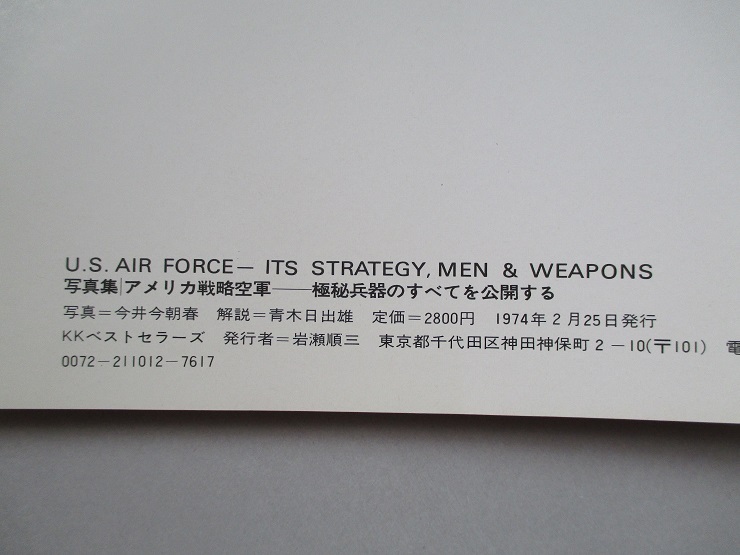 U.S. AIR FORCE— ITS STRATEGY, MEN & WEAPONS
写真集|アメリカ戦略空軍——極秘兵器のすべてを公開する
写真＝今井今朝春　解説＝青木日出雄　定価＝2800円　1974年2月25日発行
KKベストセラーズ　発行者＝岩瀬順三　東京都千代田区神田神保町2－10(〒101)　電
0072－211012－7617